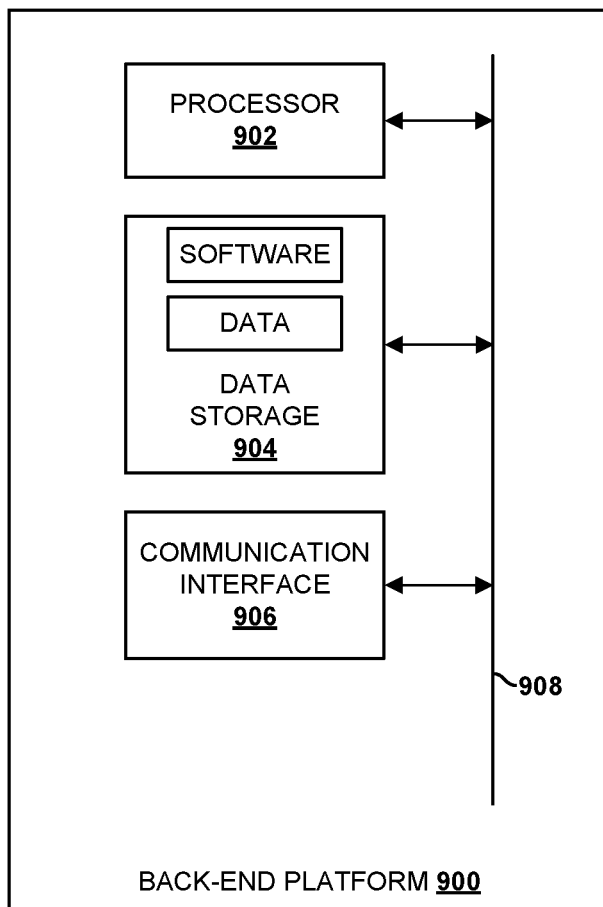 PROCESSOR
902
SOFTWARE
DATA
DATA
STORAGE
904
COMMUNICATION
INTERFACE
906
908
BACK-END PLATFORM 900